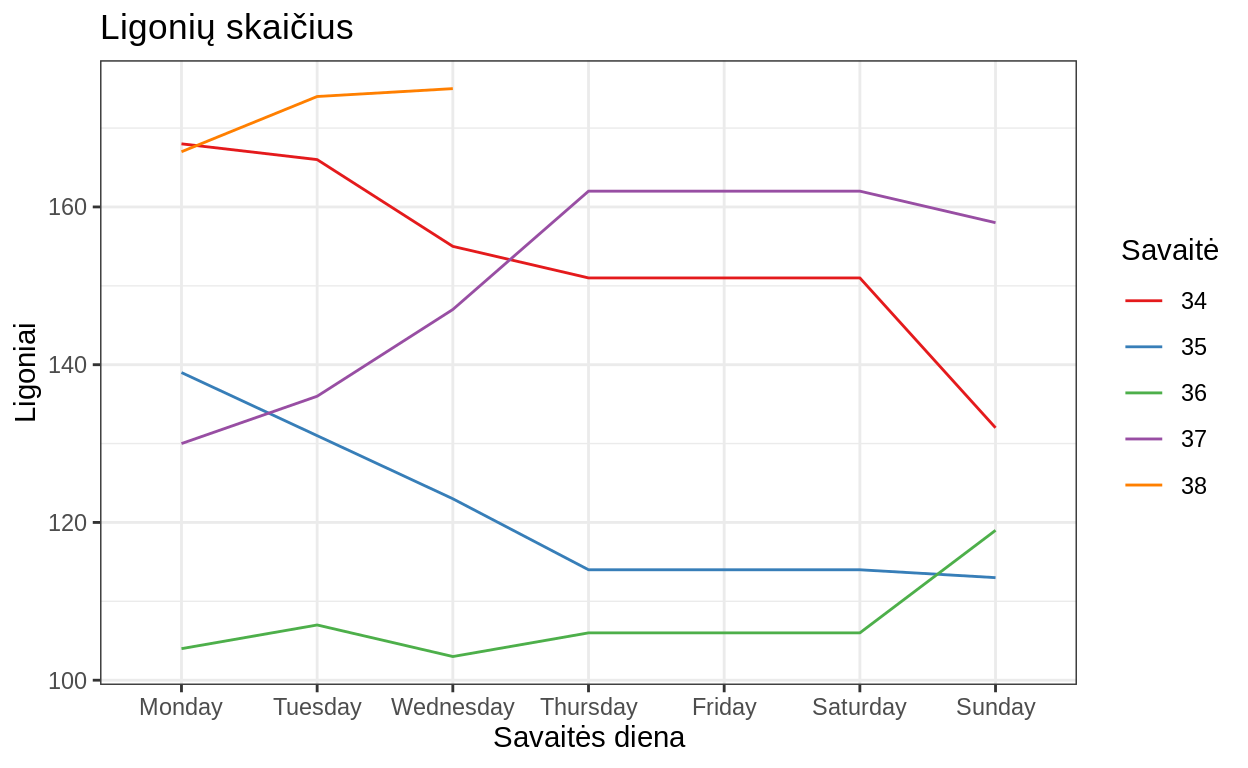 Ligonių skaičius
Ligoniai
160
140
120
100
Monday Tuesday Wednesday Thursday Friday Saturday Sunday
Savaitės diena
Savaitė
34
35
36
37
38